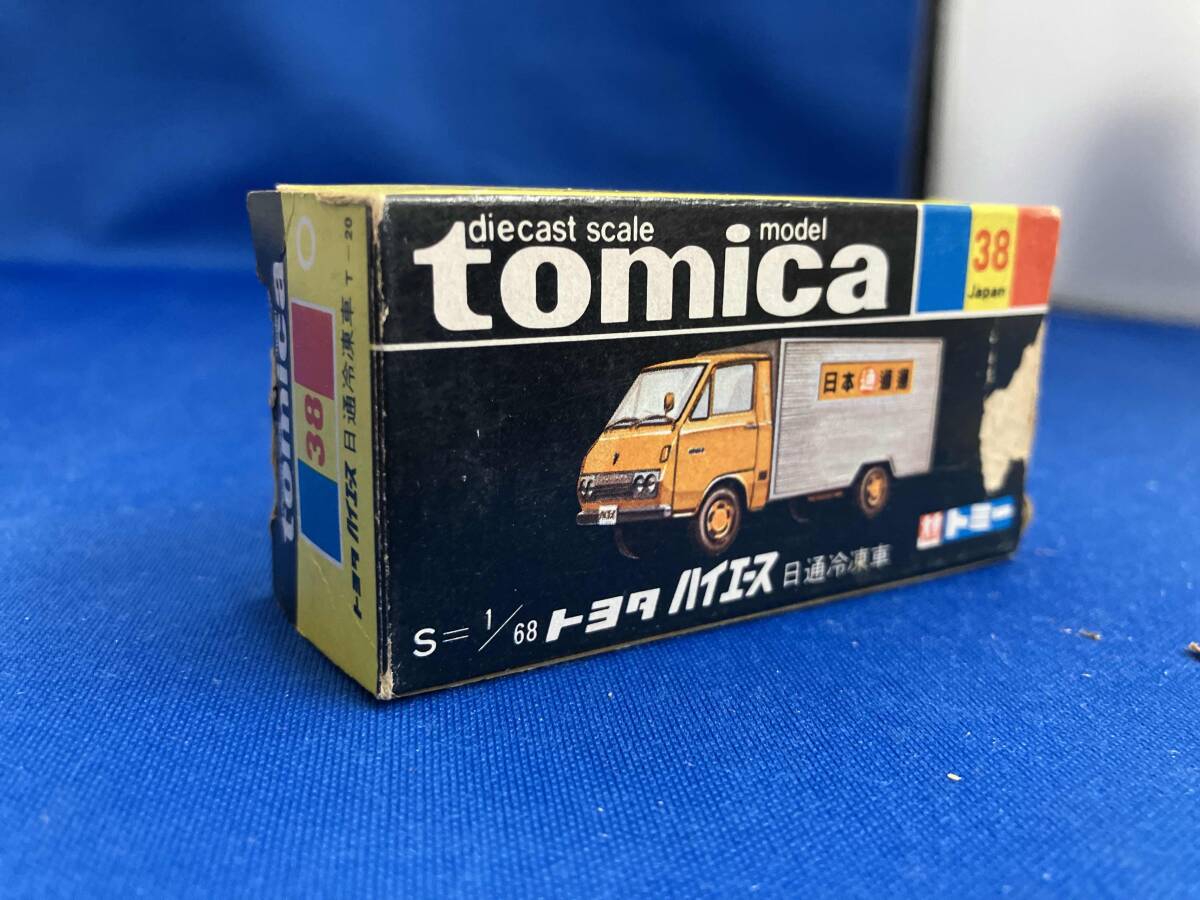 diecast scale model
tomica
38
Japan
日本通通運
トミー
S=1/68 トヨタ ハイエース 日通冷凍車
tomica
38
トヨタ ハイエース 日通冷凍車 T-20